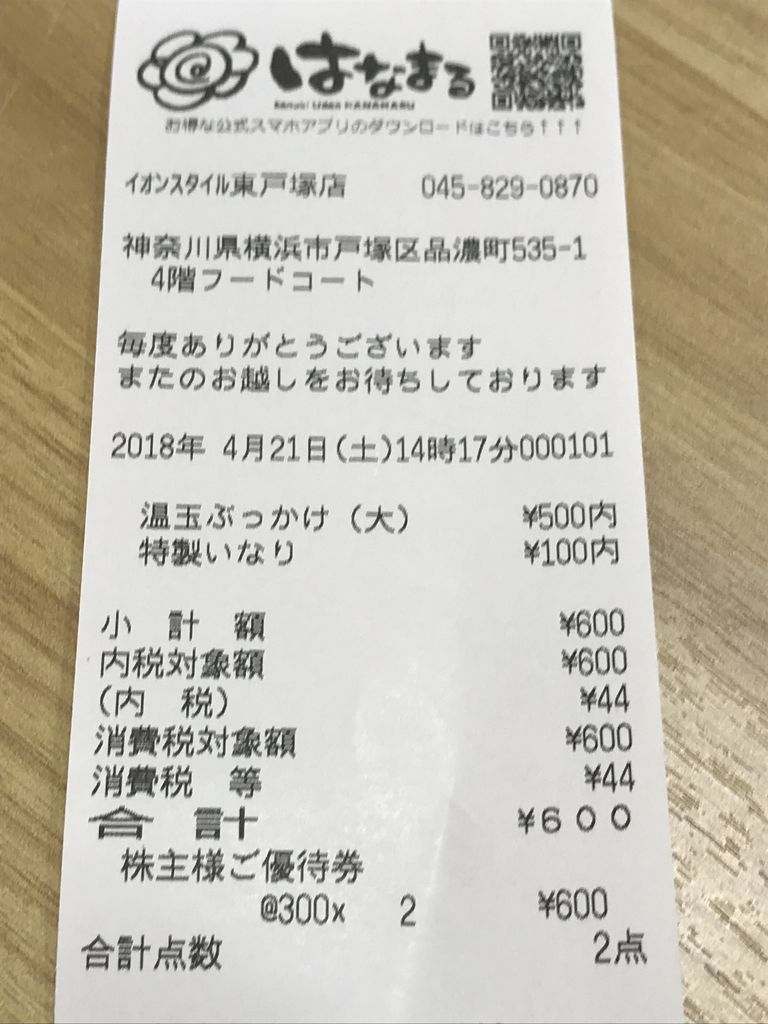 はなまる
Sanuki Udon HANAMARU
お得な公式スマホアプリのダウンロードはこちら↑↑↑
イオンスタイル東戸塚店 045-829-0870
神奈川県横浜市戸塚区品濃町535-1
4階フードコート
毎度ありがとうございます
またのお越しをお待ちしております
2018年 4月21日(土)14時17分000101
温玉ぶっかけ（大） ¥500内
特製いなり ¥100内
小 計 額 ¥600
内税対象額 ¥600
(内 税) ¥44
消費税対象額 ¥600
消費税 等 ¥44
合 計 ¥600
株主様ご優待券
@300x 2 ¥600
合計点数 2点